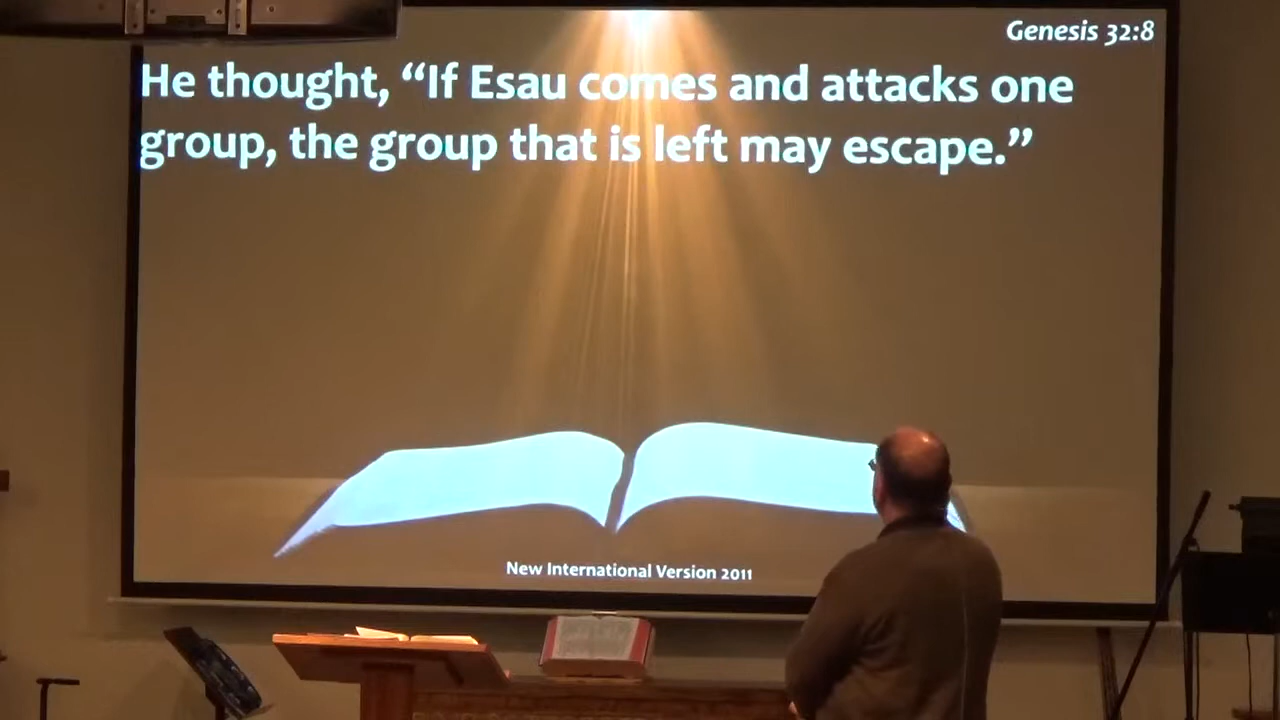 Genesis 32:8
He thought, “If Esau comes and attacks one
group, the group that is left may escape.”
New International Version 2011